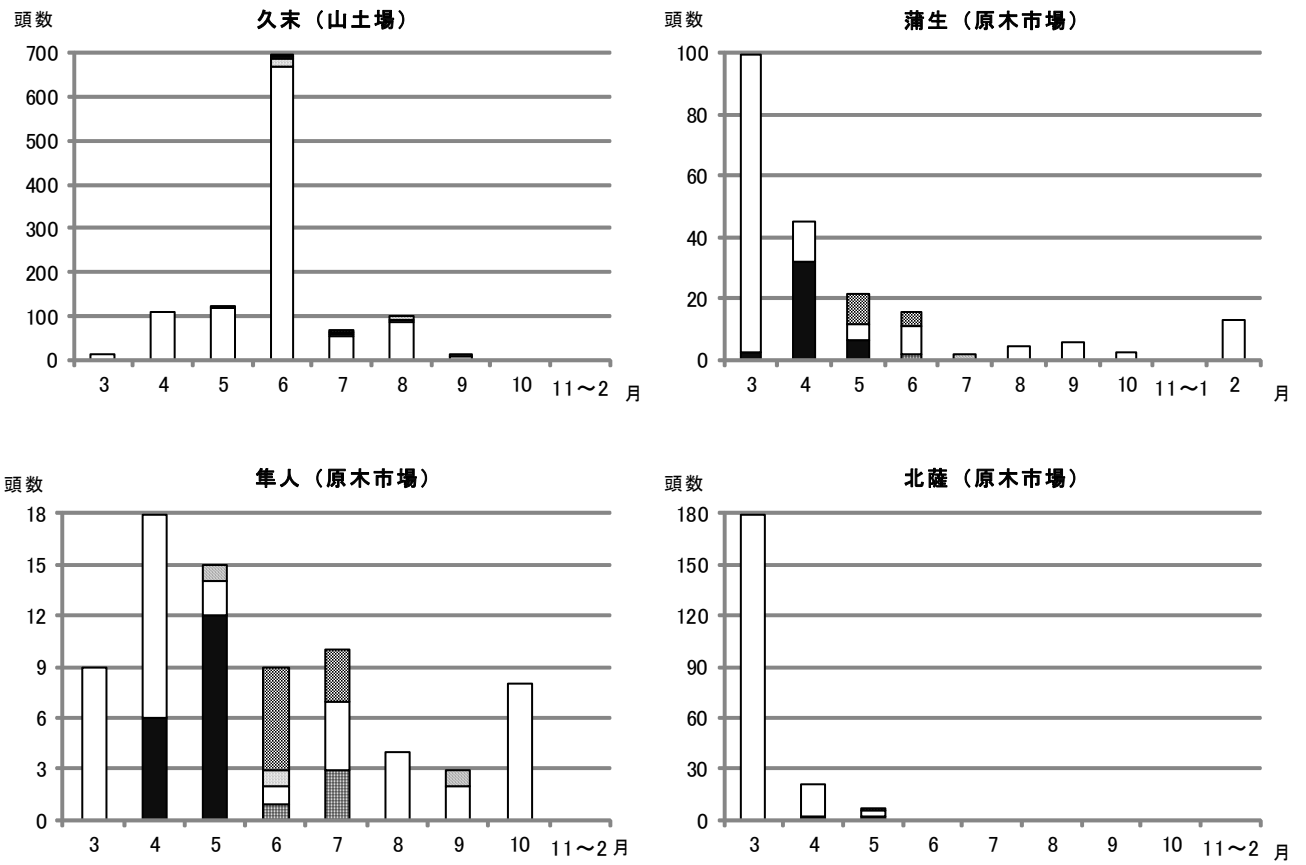 頭数
久末（山土場）
700
600
500
400
300
200
100
0
3 4 5 6 7 8 9 10 11～2 月
頭数
蒲生（原木市場）
100
80
60
40
20
0
3 4 5 6 7 8 9 10 11～1 2 月
頭数
隼人（原木市場）
18
15
12
9
6
3
0
3 4 5 6 7 8 9 10 11～2 月
頭数
北薩（原木市場）
180
150
120
90
60
30
0
3 4 5 6 7 8 9 10 11～2 月